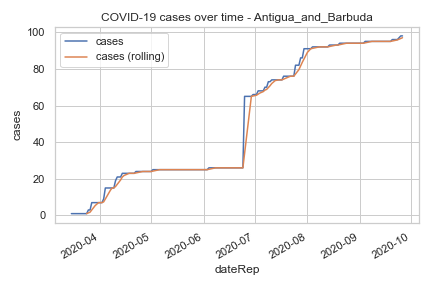 COVID-19 cases over time - Antigua_and_Barbuda
cases
cases (rolling)
100
80
60
40
20
0
cases
2020-04
2020-05
2020-06
2020-07
2020-08
2020-09
2020-10
dateRep